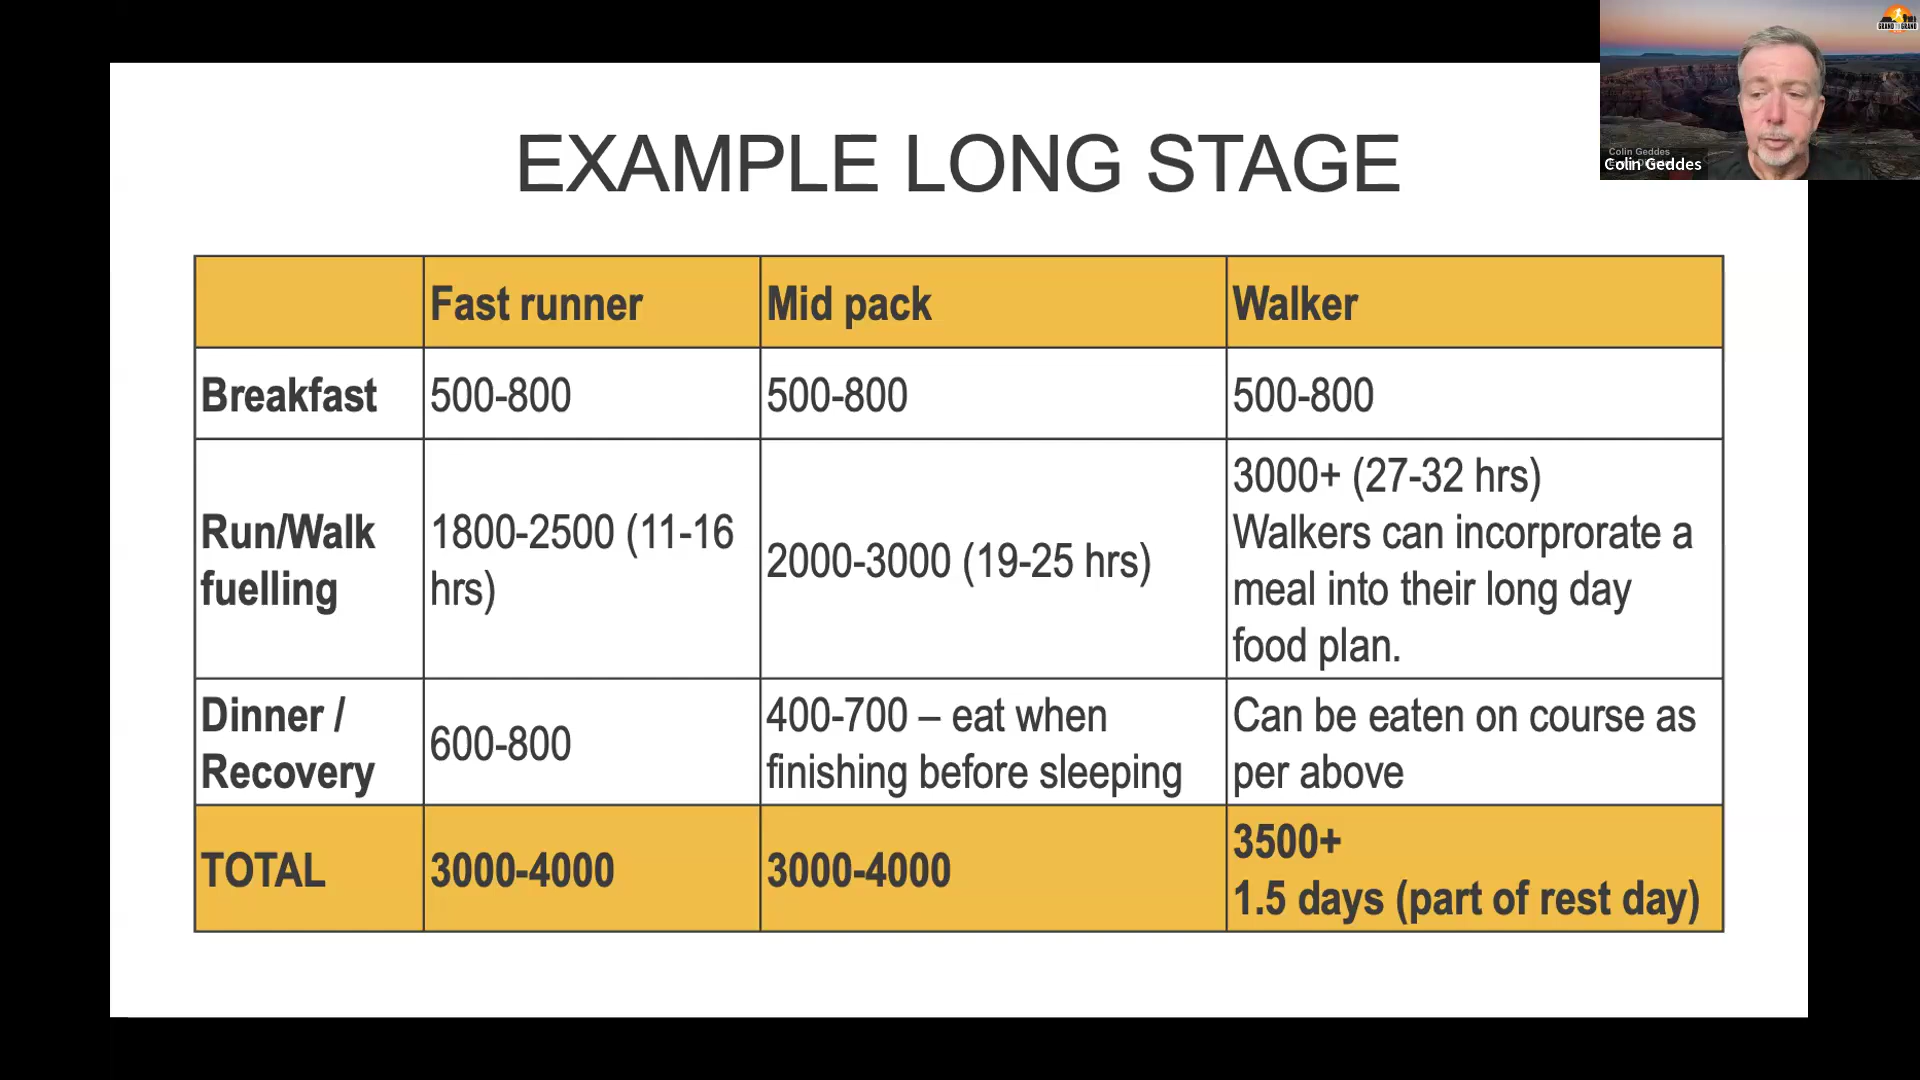 GRAND TO GRAND
Colin Geddes
Colin Geddes
EXAMPLE LONG STAGE
Fast runner
Mid pack
Walker
Breakfast
500-800
500-800
500-800
Run/Walk
fuelling
1800-2500 (11-16
hrs)
2000-3000 (19-25 hrs)
3000+ (27-32 hrs)
Walkers can incorprorate a
meal into their long day
food plan.
Dinner /
Recovery
600-800
400-700 – eat when
finishing before sleeping
Can be eaten on course as
per above
TOTAL
3000-4000
3000-4000
3500+
1.5 days (part of rest day)